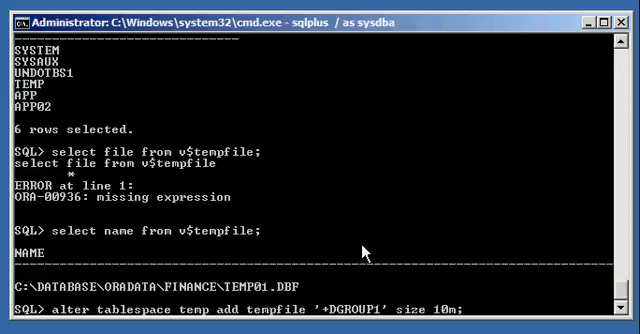 Administrator: C:\Windows\system32\cmd.exe - sqlplus / as sysdba
------------------------------
SYSTEM
SYSAUX
UNDOTBS1
TEMP
APP
APP02
6 rows selected.
SQL> select file from v$tempfile;
select file from v$tempfile
*
ERROR at line 1:
ORA-00936: missing expression
SQL> select name from v$tempfile;
NAME
--------------------------------------------------------------------------------
C:\DATABASE\ORADATA\FINANCE\TEMP01.DBF
SQL> alter tablespace temp add tempfile '+DGROUP1' size 10m;